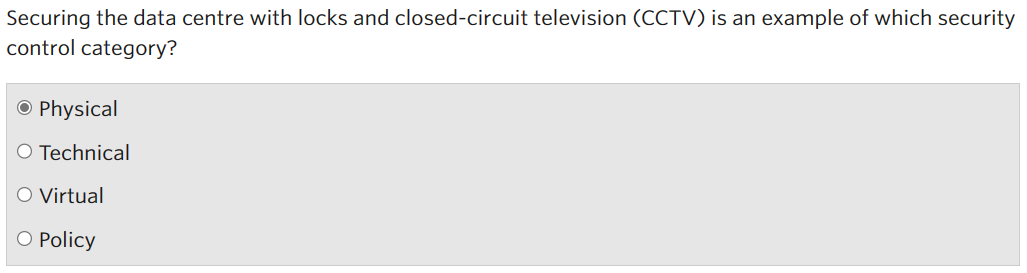 Securing the data centre with locks and closed-circuit television (CCTV) is an example of which security
control category?
Physical
Technical
Virtual
Policy